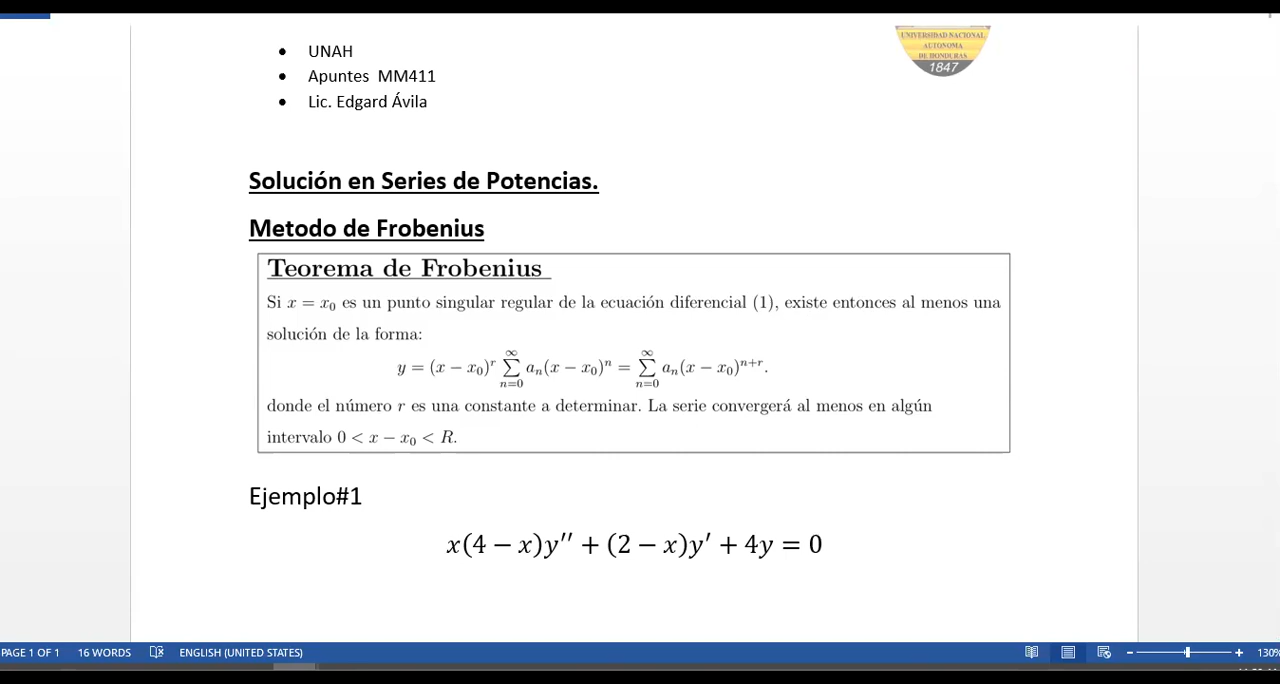 UNIVERSIDAD NACIONAL
AUTONOMA
DE HONDURAS
1847
• UNAH
• Apuntes MM411
• Lic. Edgard Ávila
Solución en Series de Potencias.
Metodo de Frobenius
Teorema de Frobenius
Si x = x₀ es un punto singular regular de la ecuación diferencial (1), existe entonces al menos una
solución de la forma:
y = (x − x₀)^r ∑_{n=0}^{∞} aₙ(x − x₀)^n = ∑_{n=0}^{∞} aₙ(x − x₀)^{n+r}.
donde el número r es una constante a determinar. La serie convergerá al menos en algún
intervalo 0 < x − x₀ < R.
Ejemplo#1
x(4 − x)y′′ + (2 − x)y′ + 4y = 0
PAGE 1 OF 1 16 WORDS ENGLISH (UNITED STATES) 130%